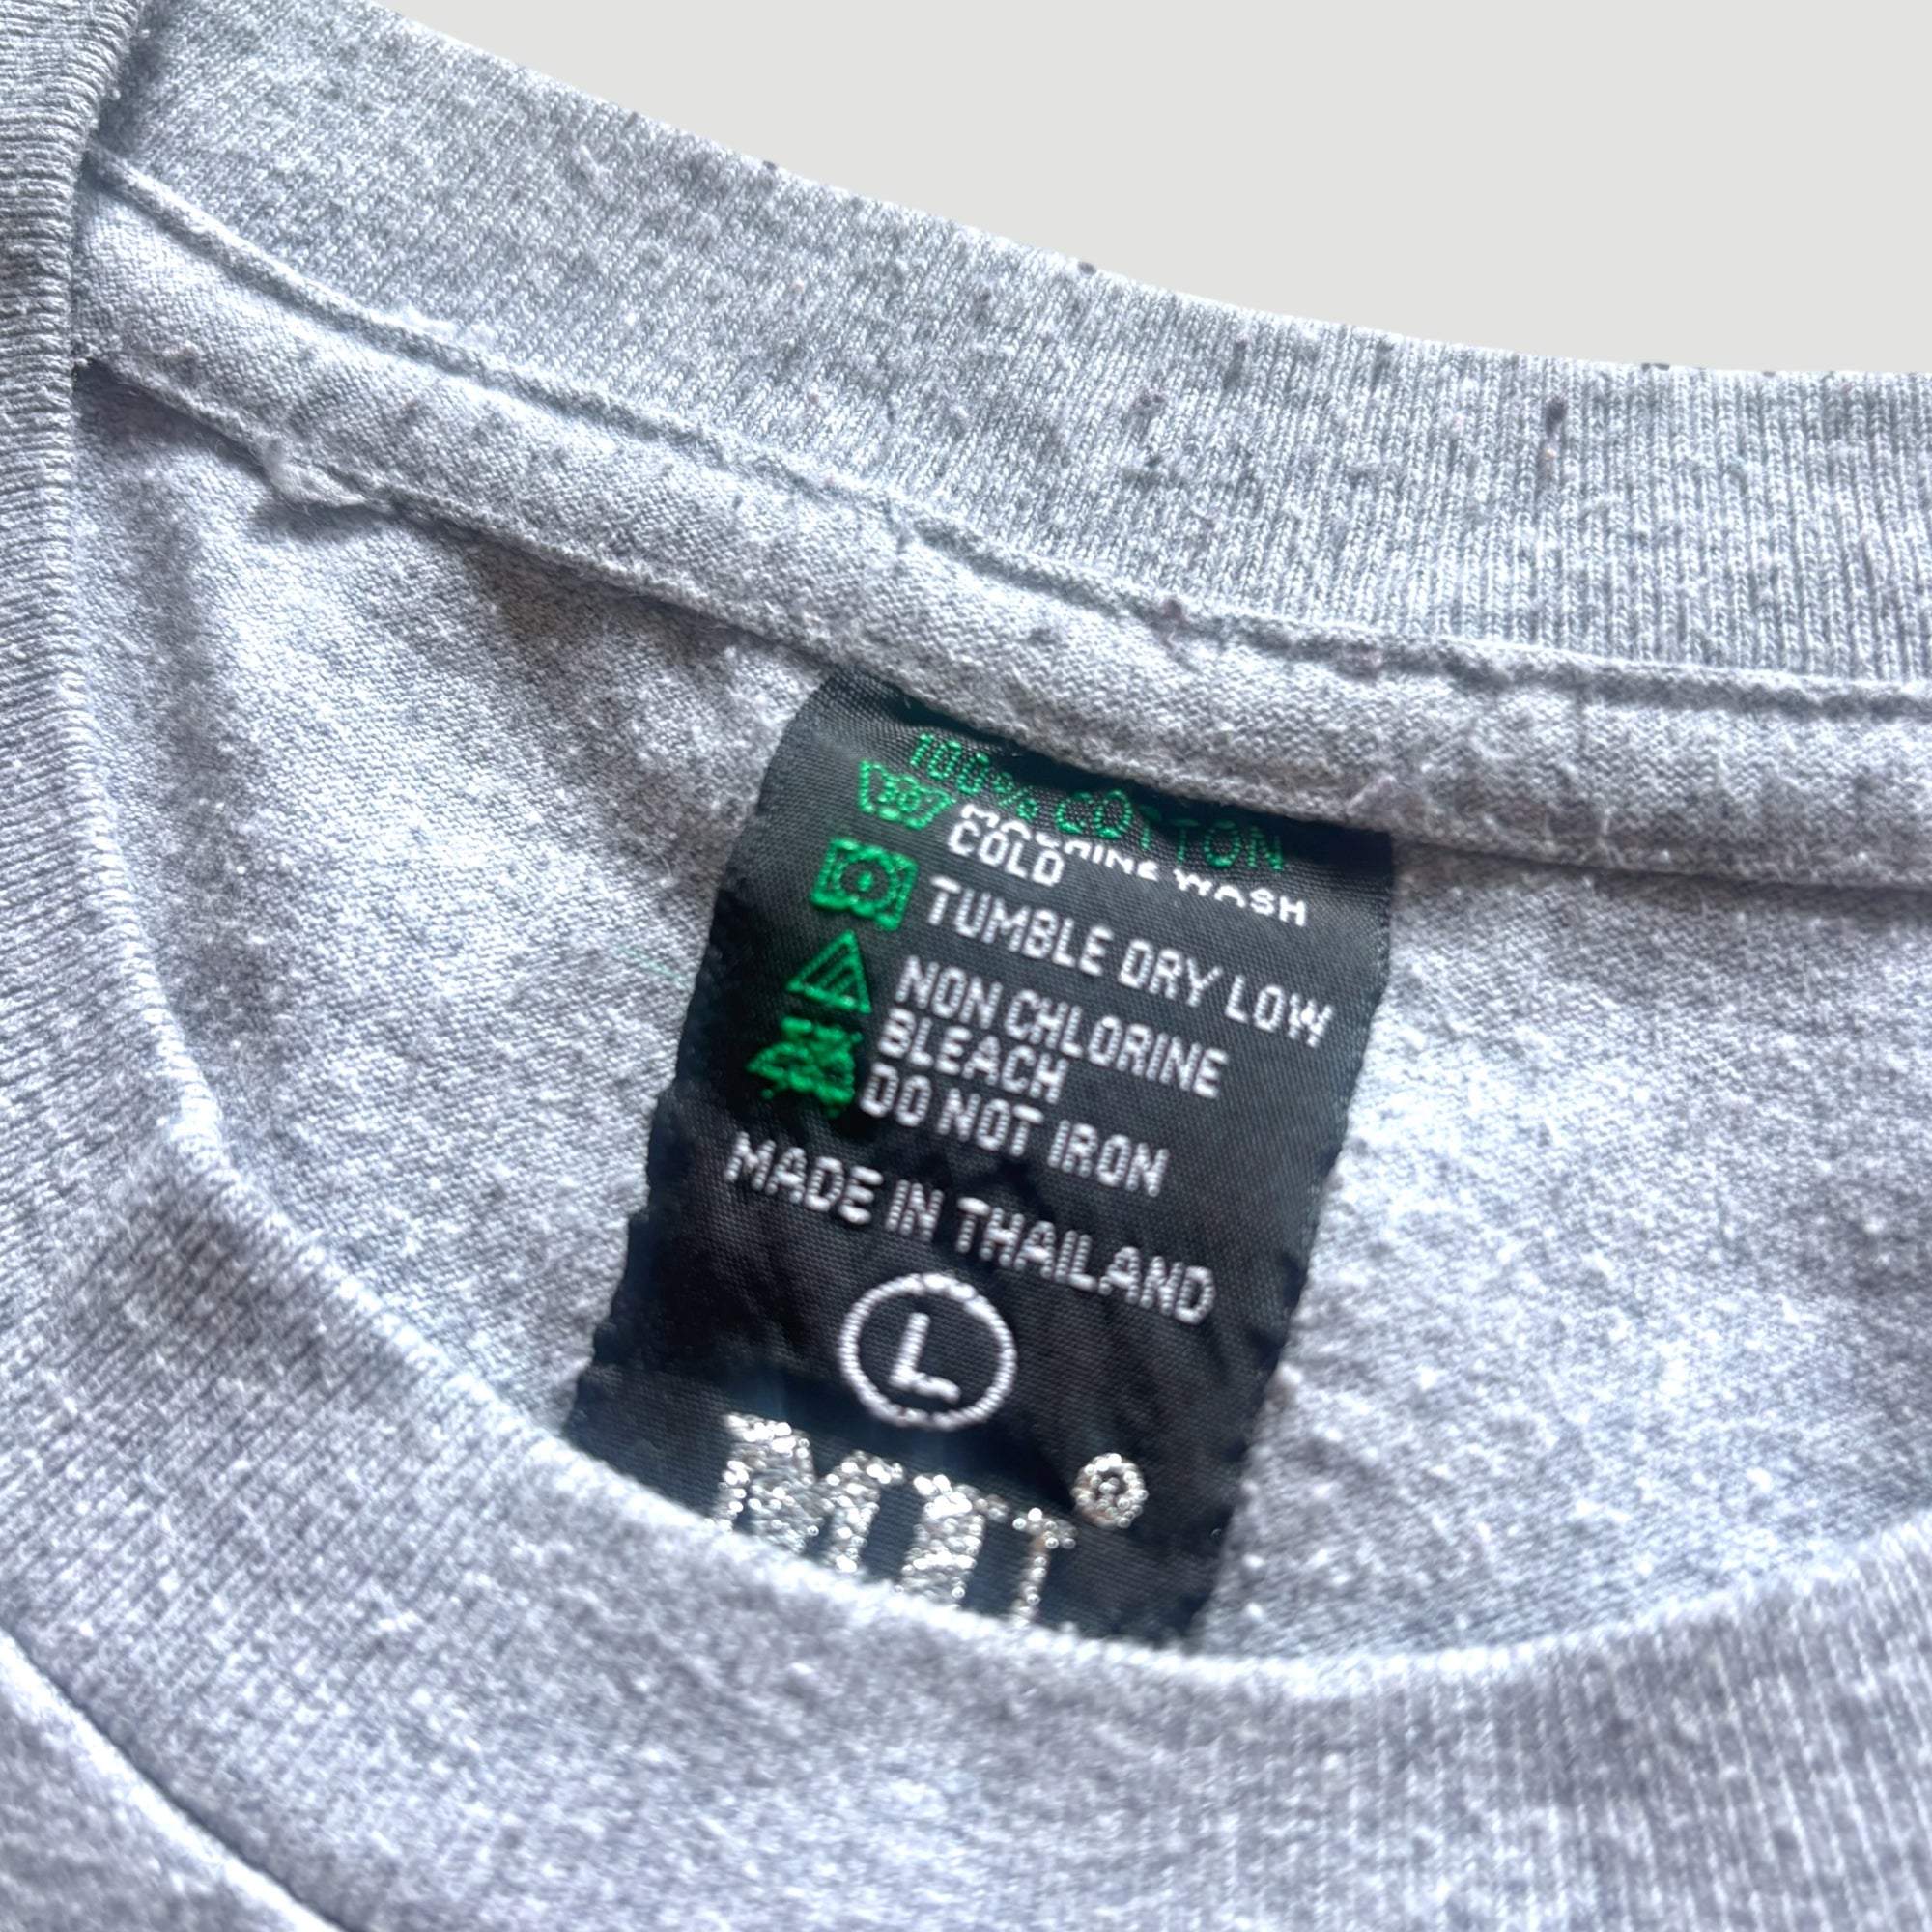 100% COTTON
30
MACHINE WASH
COLD
TUMBLE DRY LOW
NON CHLORINE
BLEACH
DO NOT IRON
MADE IN THAILAND
L
®